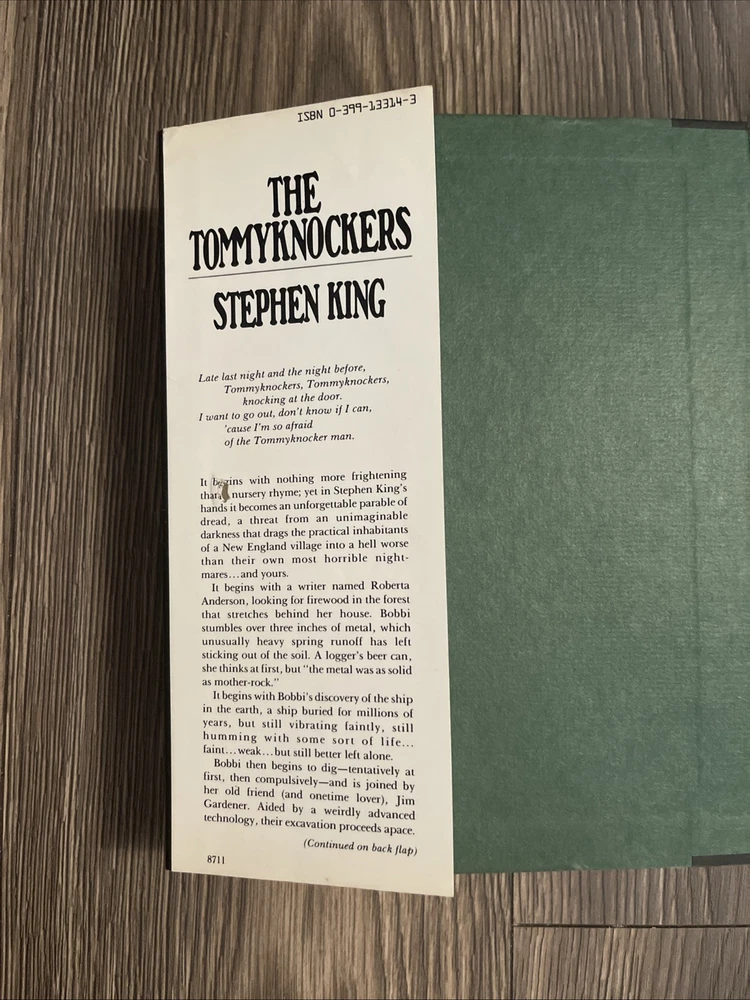 ISBN 0-399-13314-3
THE
TOMMYKNOCKERS
STEPHEN KING
Late last night and the night before,
Tommyknockers, Tommyknockers,
knocking at the door.
I want to go out, don't know if I can,
'cause I'm so afraid
of the Tommyknocker man.
It begins with nothing more frightening
than nursery rhyme; yet in Stephen King's
hands it becomes an unforgettable parable of
dread, a threat from an unimaginable
darkness that drags the practical inhabitants
of a New England village into a hell worse
than their own most horrible night-
mares...and yours.
It begins with a writer named Roberta
Anderson, looking for firewood in the forest
that stretches behind her house. Bobbi
stumbles over three inches of metal, which
unusually heavy spring runoff has left
sticking out of the soil. A logger's beer can,
she thinks at first, but "the metal was as solid
as mother-rock."
It begins with Bobbi's discovery of the ship
in the earth, a ship buried for millions of
years, but still vibrating faintly, still
humming with some sort of life...
faint...weak...but still better left alone.
Bobbi then begins to dig—tentatively at
first, then compulsively—and is joined by
her old friend (and onetime lover), Jim
Gardener. Aided by a weirdly advanced
technology, their excavation proceeds apace.
(Continued on back flap)
8711